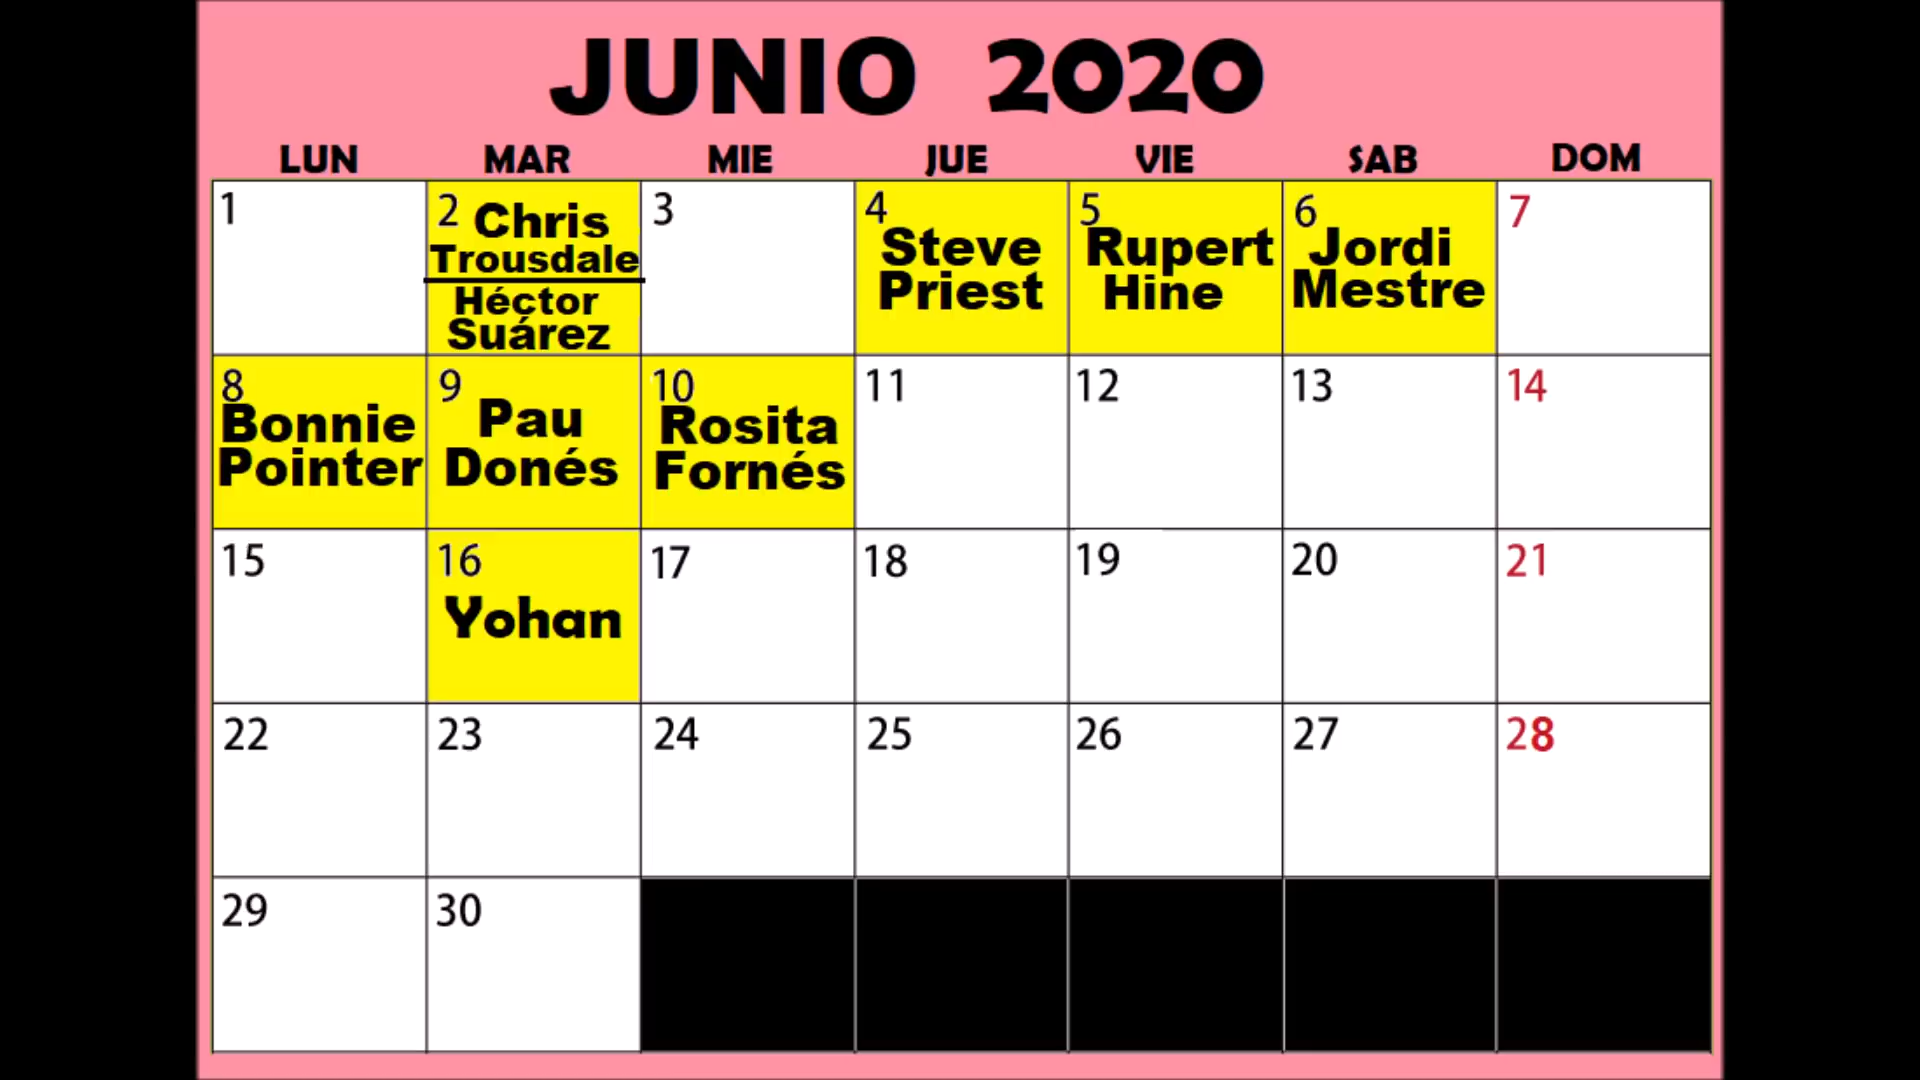 JUNIO 2020
LUN MAR MIE JUE VIE SAB DOM
1
2 Chris
Trousdale
Héctor
Suárez
3
4
Steve
Priest
5
Rupert
Hine
6
Jordi
Mestre
7
8
Bonnie
Pointer
9
Pau
Donés
10
Rosita
Fornés
11
12
13
14
15
16
Yohan
17
18
19
20
21
22
23
24
25
26
27
28
29
30